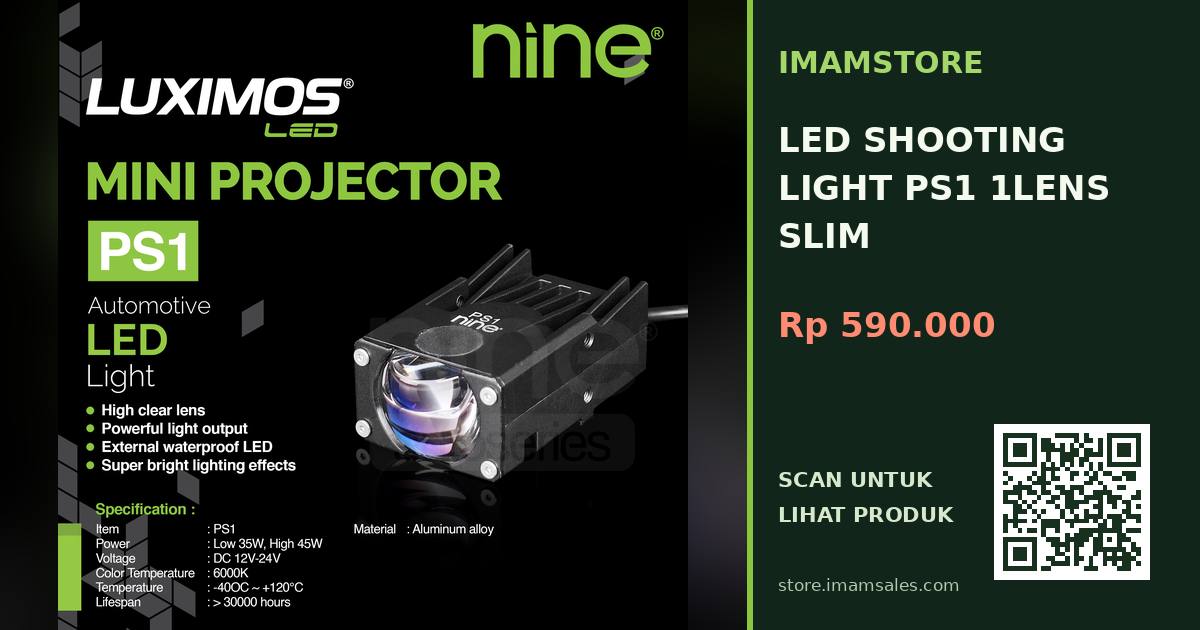 nine®
LUXIMOS®
LED
MINI PROJECTOR
PS1
Automotive
LED
Light
High clear lens
Powerful light output
External waterproof LED
Super bright lighting effects
PS1
nine®
nine®
series
Specification :
Item : PS1
Power : Low 35W, High 45W
Voltage : DC 12V-24V
Color Temperature : 6000K
Temperature : -40OC ~ +120°C
Lifespan : > 30000 hours
Material : Aluminum alloy
IMAMSTORE
LED SHOOTING
LIGHT PS1 1LENS
SLIM
Rp 590.000
SCAN UNTUK
LIHAT PRODUK
store.imamsales.com